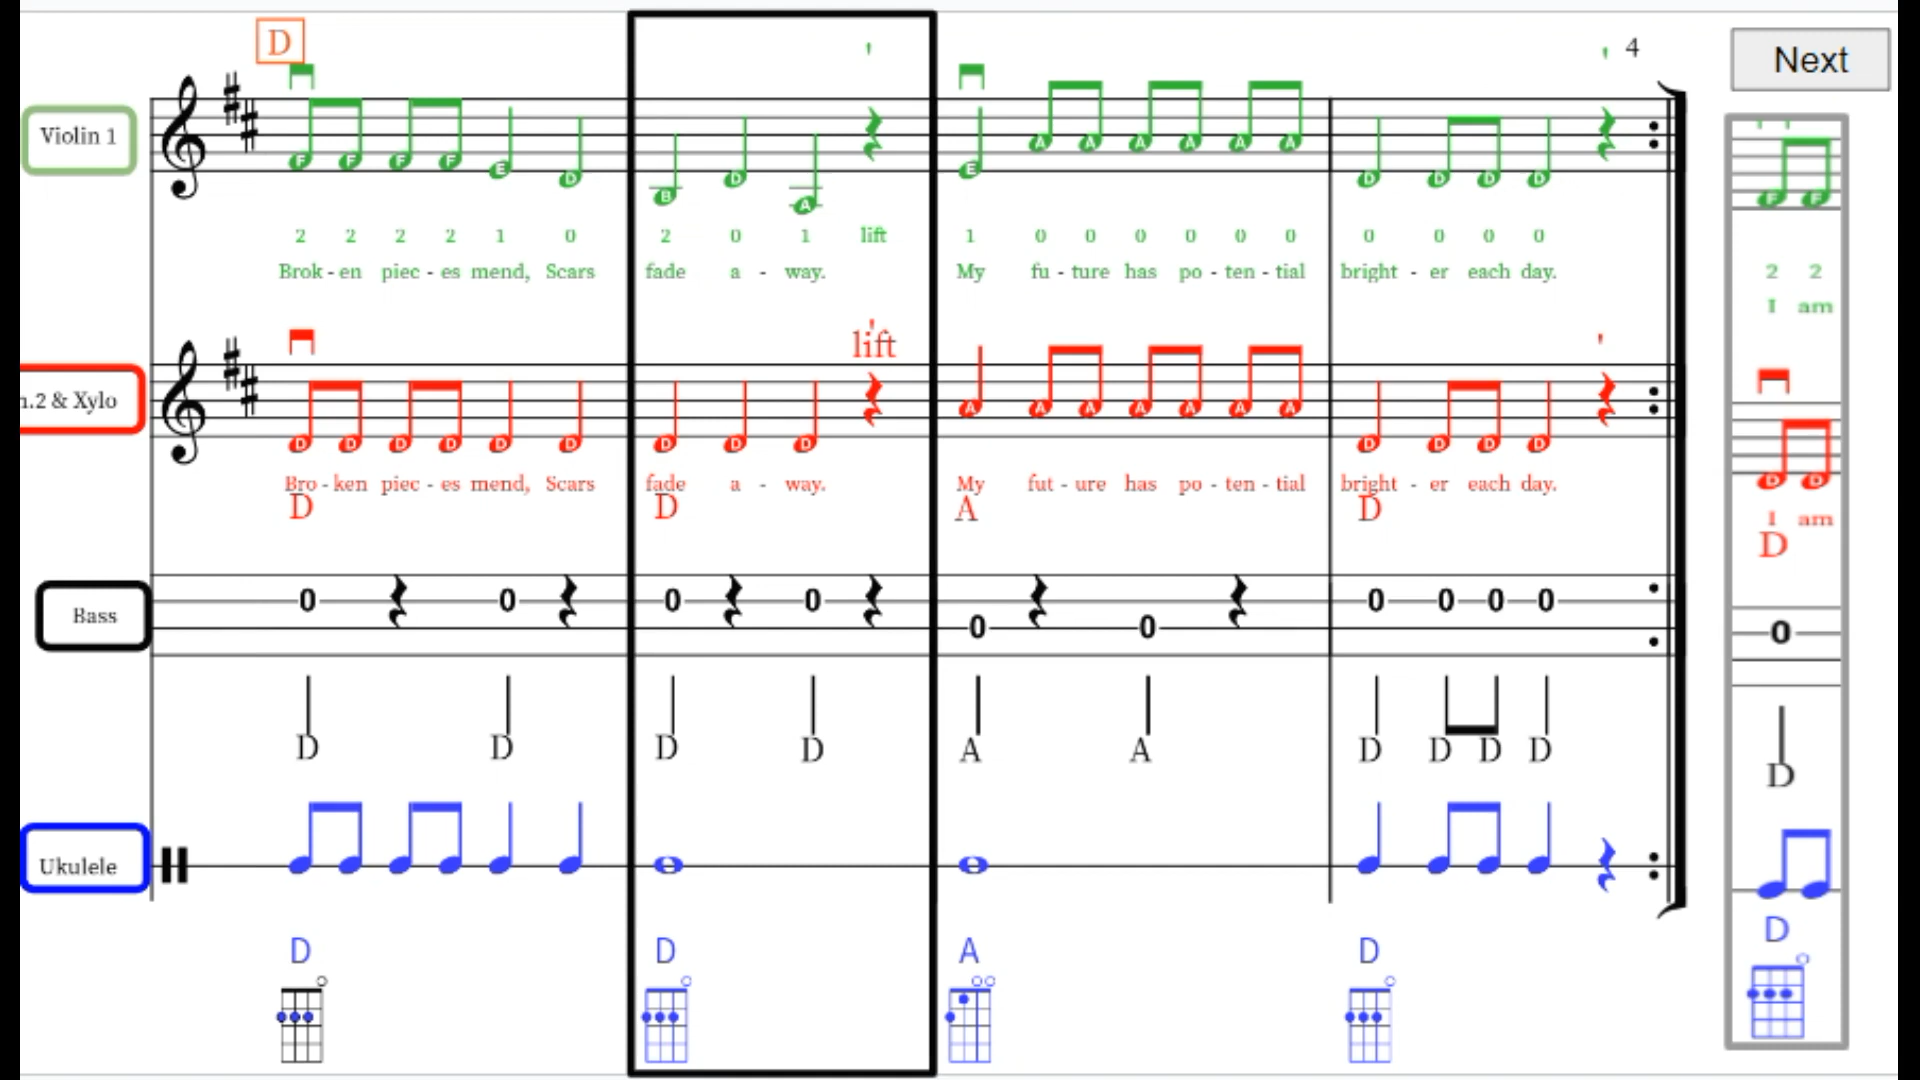 D
4
Next
Violin 1
F F F F E D B D A E A A A A A A D D D D F F
2 2 2 2 1 0 2 0 1 lift 1 0 0 0 0 0 0 0 0 0 0
Brok - en piec - es mend, Scars fade a - way. My fu - ture has po - ten - tial bright - er each day.
2 2
I am
lift
n.2 & Xylo
D D D D D D D D D A A A A A A A D D D D D D
Bro - ken piec - es mend, Scars fade a - way. My fut - ure has po - ten - tial bright - er each day.
D D A D
I am
D
Bass
0 0 0 0 0 0 0 0 0 0 0
D D D D A A D D D D
D
Ukulele
D D A D
D